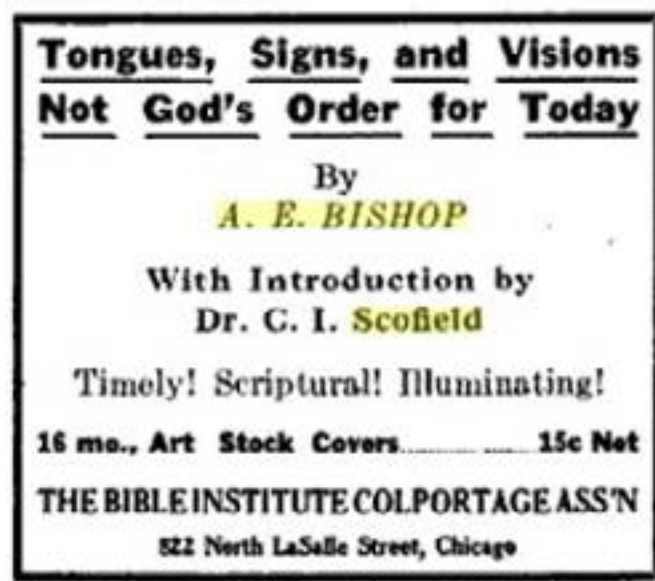 Tongues, Signs, and Visions
Not God's Order for Today
By
A. E. BISHOP
With Introduction by
Dr. C. I. Scofield
Timely! Scriptural! Illuminating!
16 mo., Art Stock Covers........... ....15c Net
THE BIBLE INSTITUTE COLPORTAGE ASS'N
822 North LaSalle Street, Chicago